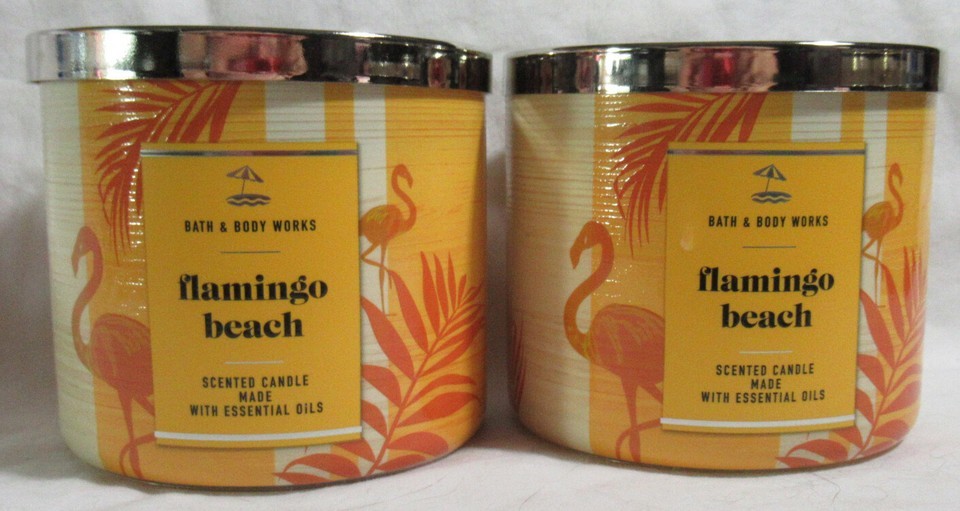 BATH & BODY WORKS
flamingo
beach
SCENTED CANDLE
MADE
WITH ESSENTIAL OiLS
BATH & BODY WORKS
flamingo
beach
SCENTED CANDLE
MADE
WITH ESSENTIAL OiLS